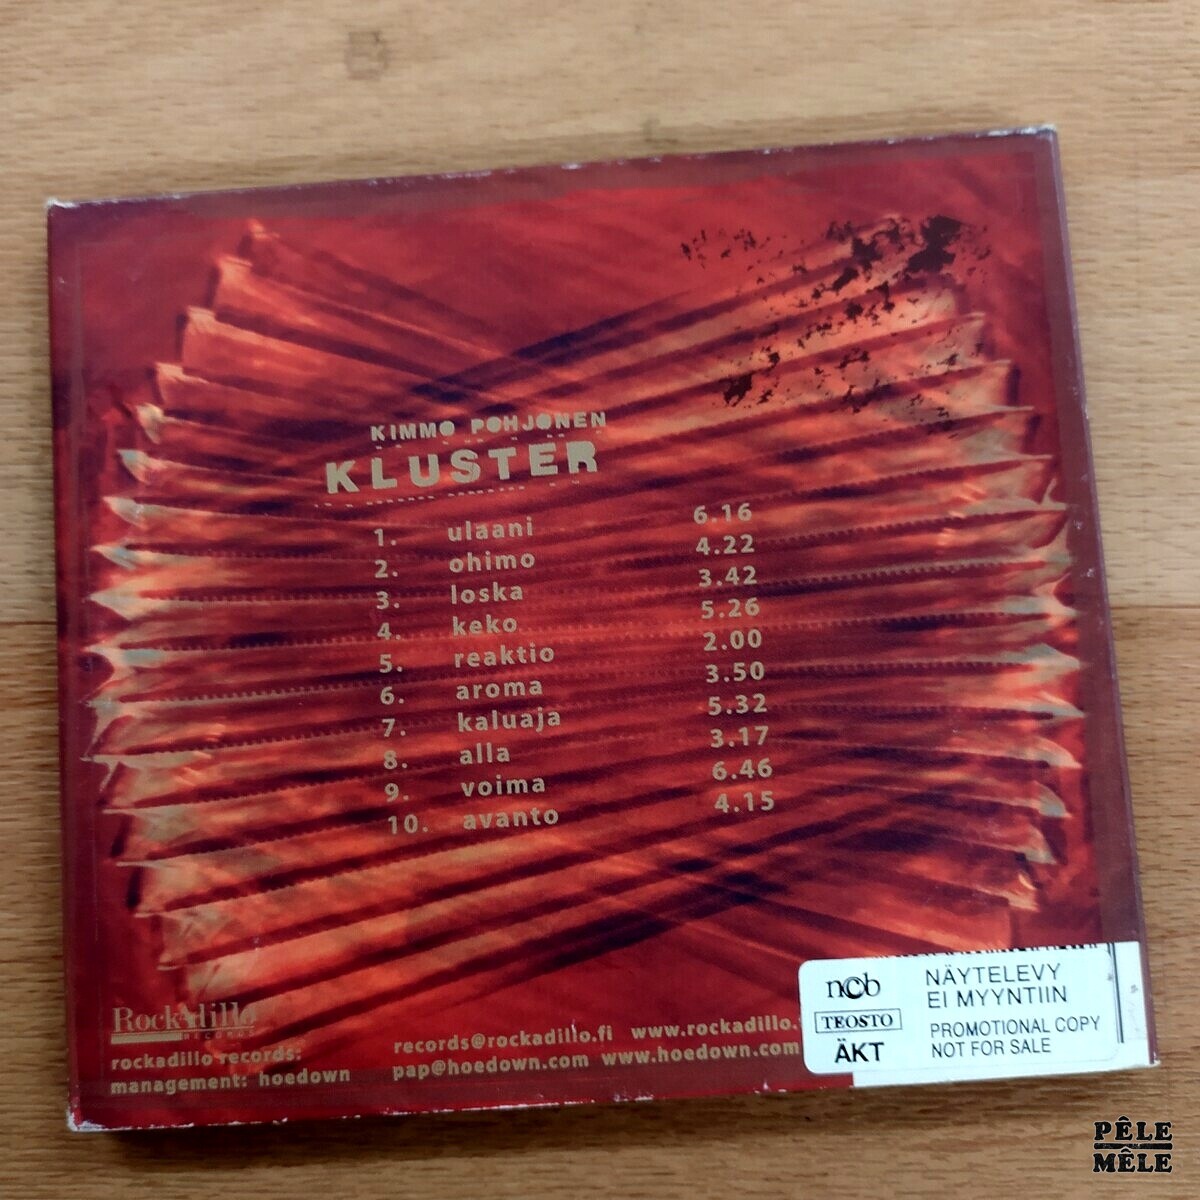 KIMMO POHJONEN
KLUSTER
1. ulaani 6.16
2. ohimo 4.22
3. loska 3.42
4. keko 5.26
5. reaktio 2.00
6. aroma 3.50
7. kaluaja 5.32
8. alla 3.17
9. voima 6.46
10. avanto 4.15
Rockadillo
RECORDS
rockadillo records: records@rockadillo.fi www.rockadillo.
management: hoedown pap@hoedown.com www.hoedown.com
ncb
TEOSTO
ÄKT
NÄYTELEVY
EI MYYNTIIN
PROMOTIONAL COPY
NOT FOR SALE
PÊLE
MÊLE